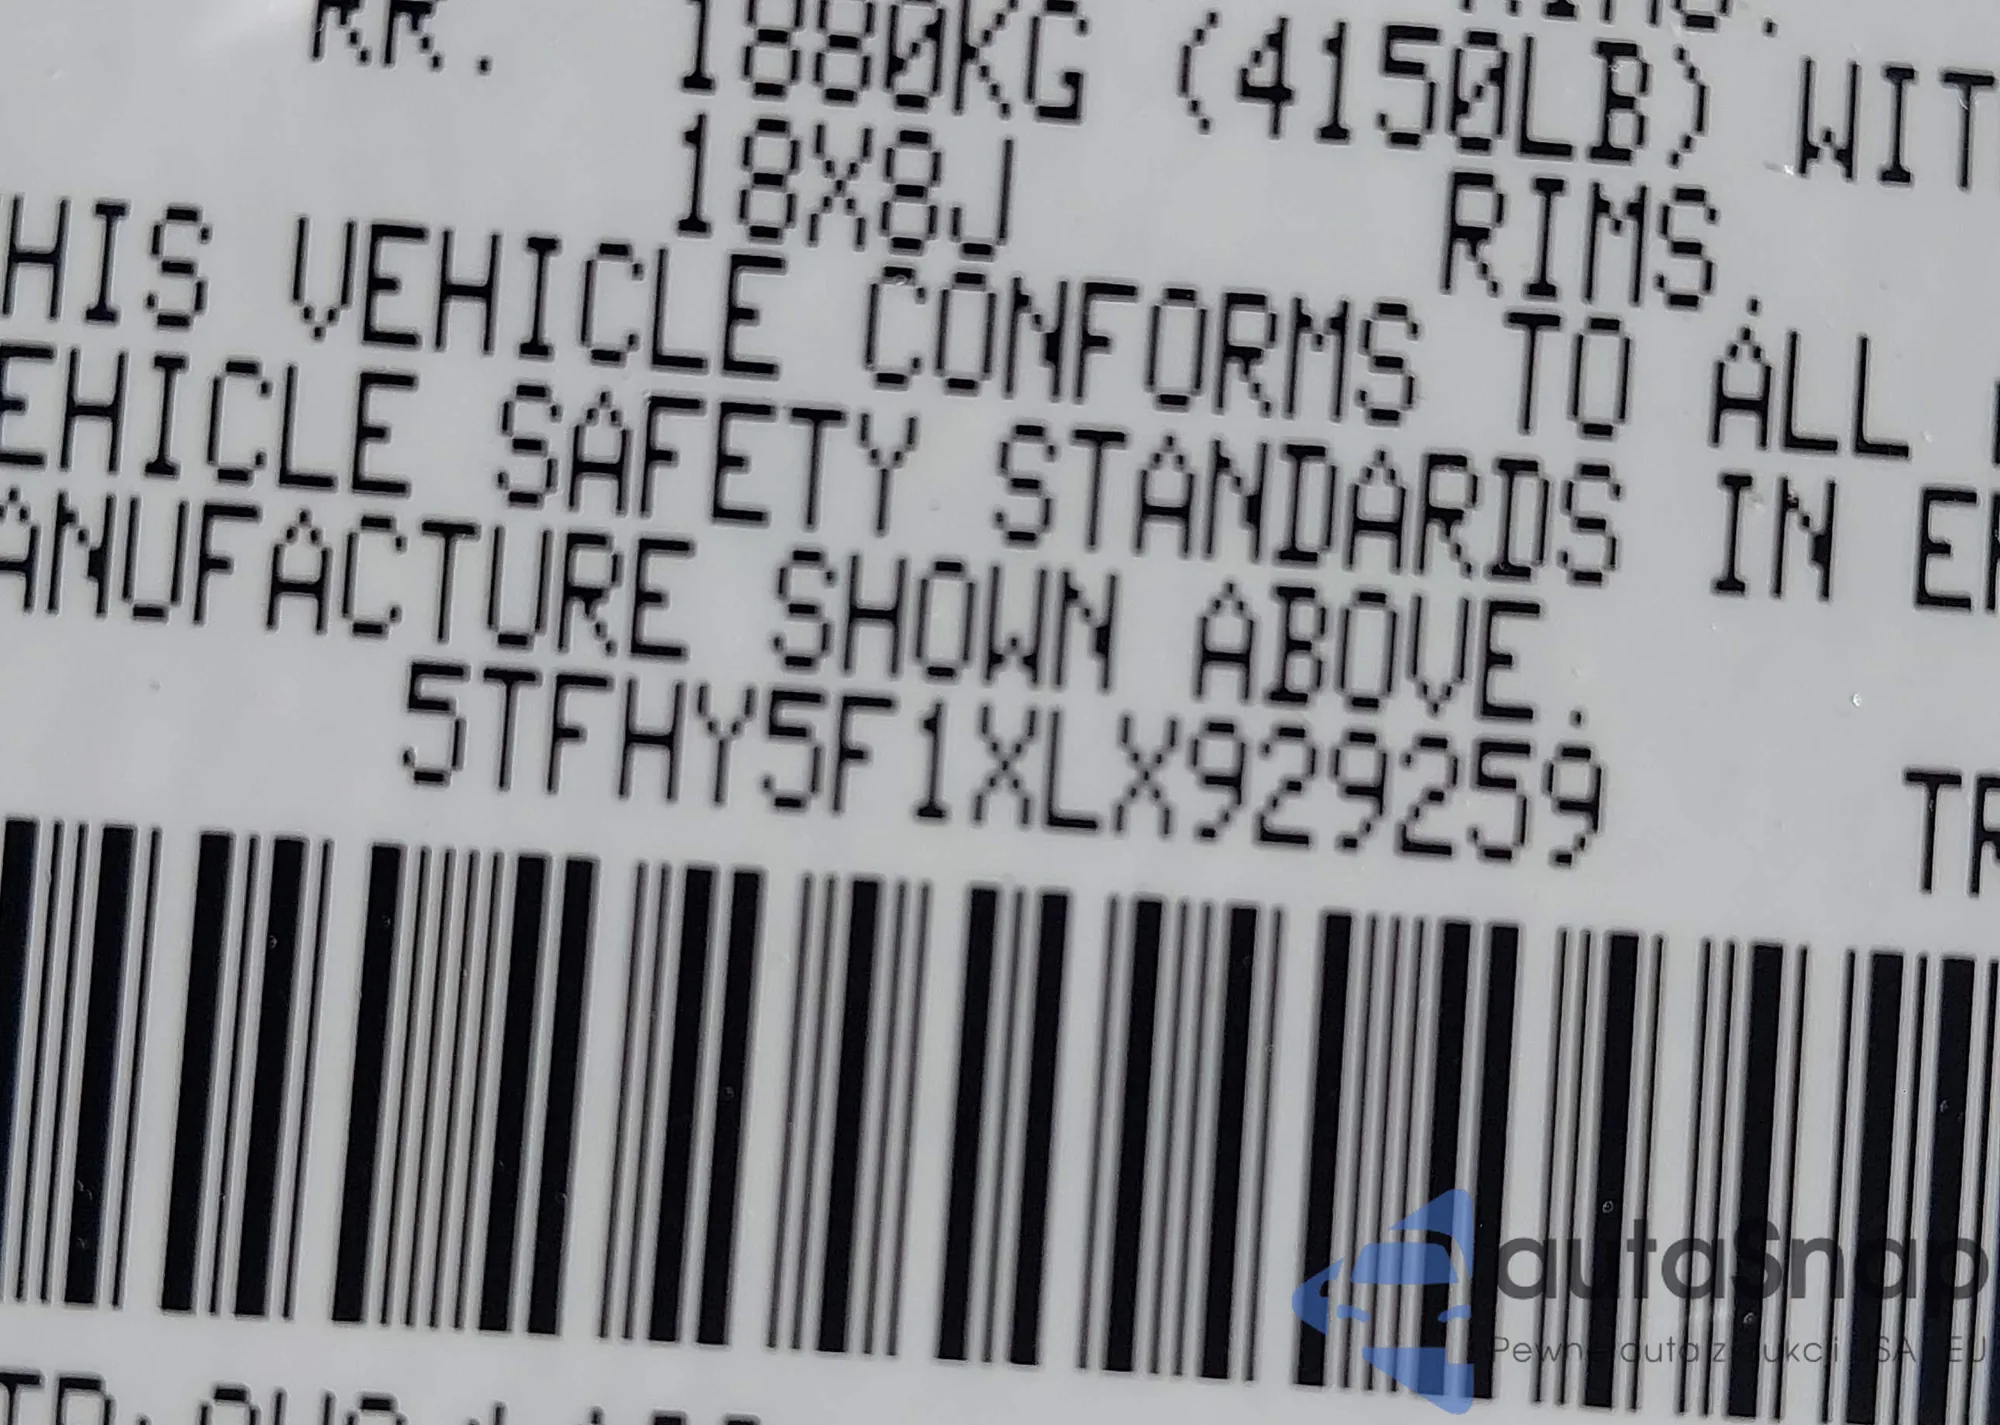 RR. 1880KG (4150LB) WIT
18X8J RIMS.
HIS VEHICLE CONFORMS TO ALL
EHICLE SAFETY STANDARDS IN E
ANUFACTURE SHOWN ABOVE.
5TFHY5F1XLX929259 TR
autaSnap